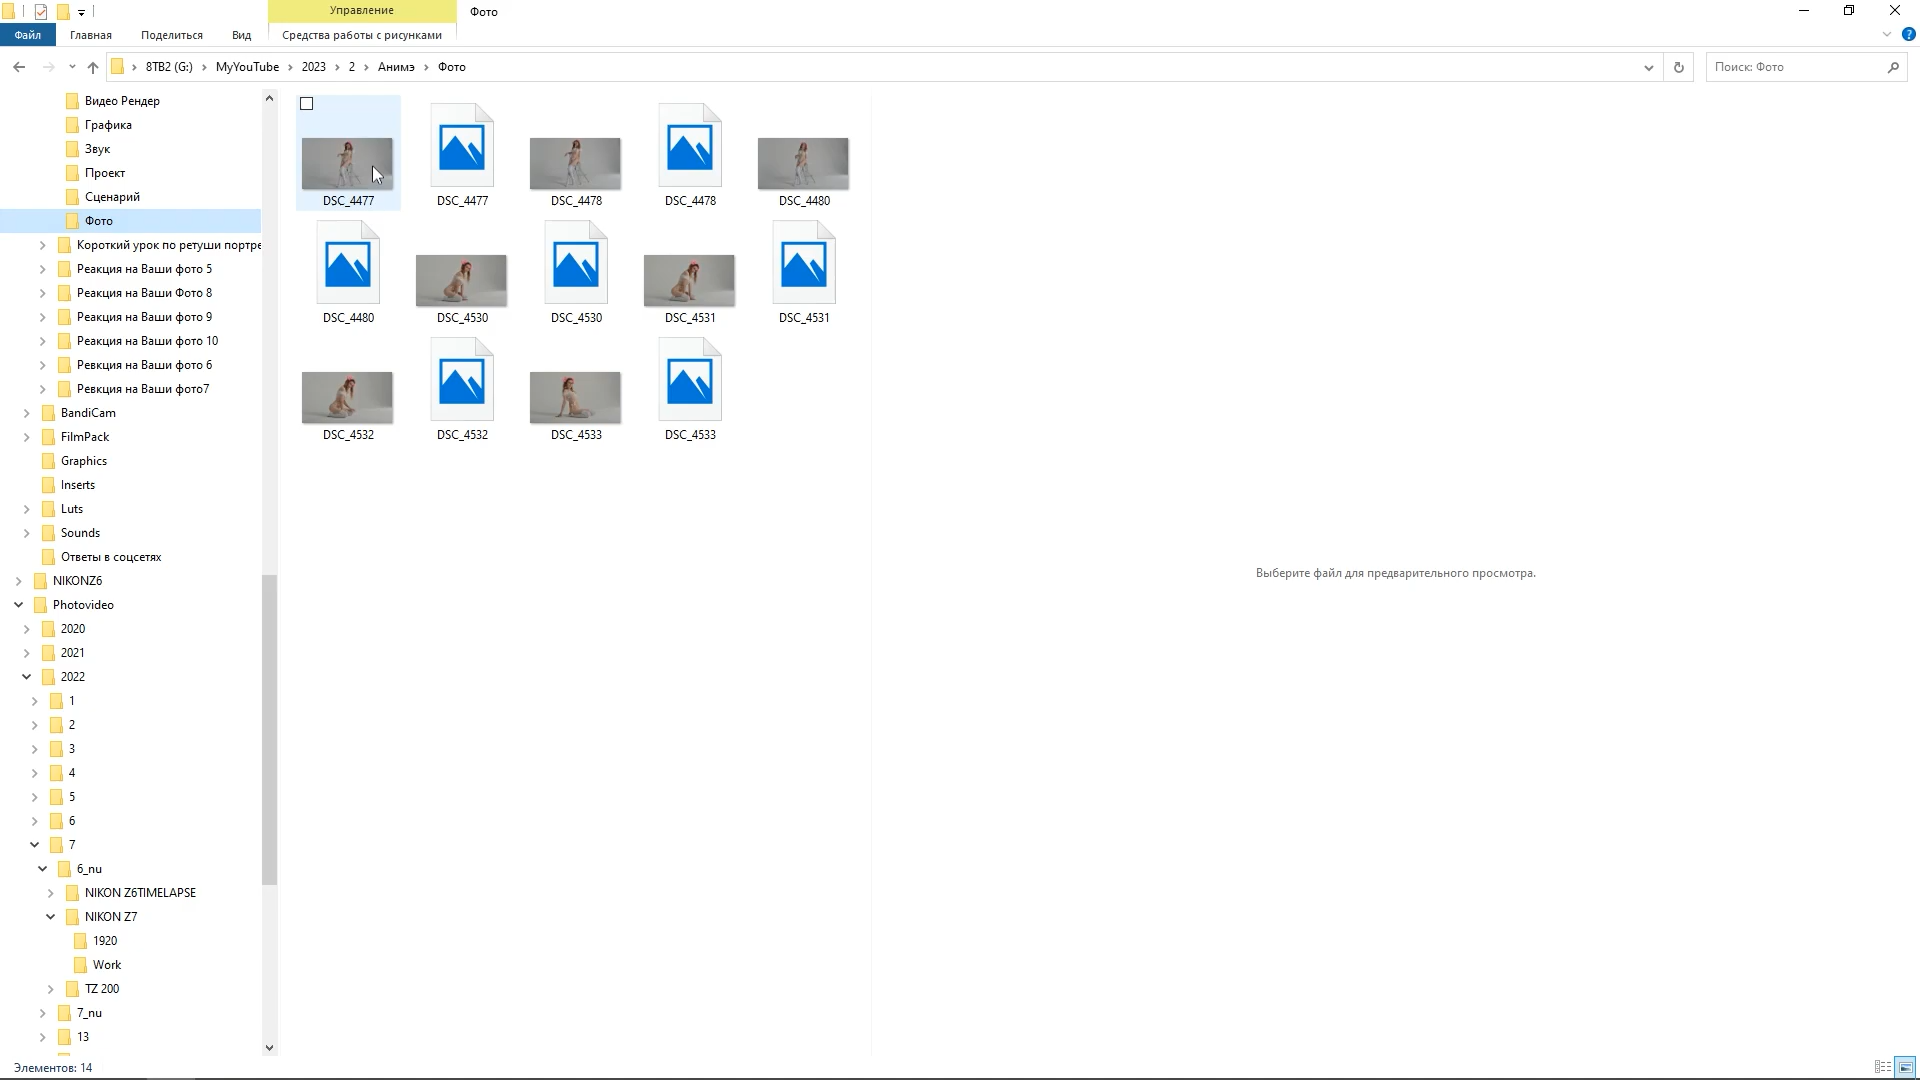 Управление
Фото
Файл
Главная
Поделиться
Вид
Средства работы с рисунками
8TB2 (G:)
MyYouTube
2023
2
Анимэ
Фото
Поиск: Фото
Видео Рендер
Графика
Звук
Проект
Сценарий
Фото
Короткий урок по ретуши портре
Реакция на Ваши фото 5
Реакция на Ваши Фото 8
Реакция на Ваши фото 9
Реакция на Ваши фото 10
Ревкция на Ваши фото 6
Ревкция на Ваши фото7
BandiCam
FilmPack
Graphics
Inserts
Luts
Sounds
Ответы в соцсетях
NIKONZ6
Photovideo
2020
2021
2022
1
2
3
4
5
6
7
6_nu
NIKON Z6TIMELAPSE
NIKON Z7
1920
Work
TZ 200
7_nu
13
DSC_4477
DSC_4477
DSC_4478
DSC_4478
DSC_4480
DSC_4480
DSC_4530
DSC_4530
DSC_4531
DSC_4531
DSC_4532
DSC_4532
DSC_4533
DSC_4533
Выберите файл для предварительного просмотра.
Элементов: 14